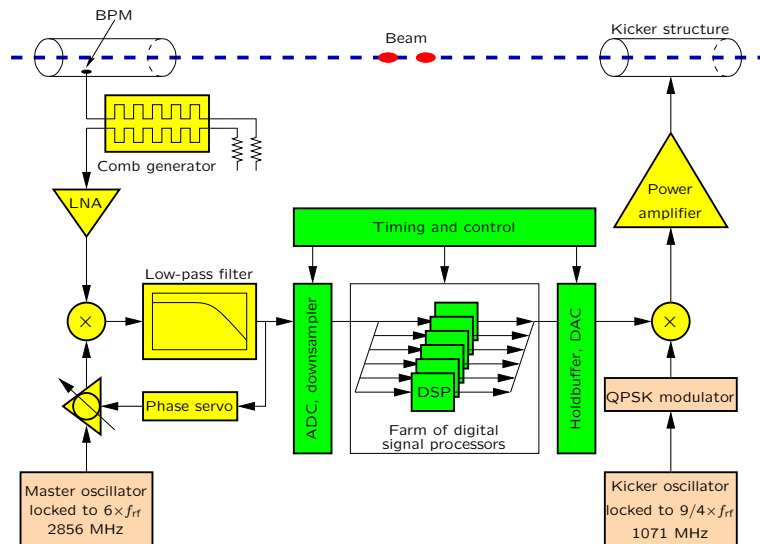 BPM
Beam
Kicker structure
Comb generator
LNA
Power
amplifier
Timing and control
Low-pass filter
×
ADC, downsampler
DSP
Holdbuffer, DAC
×
Phase servo
Farm of digital
signal processors
QPSK modulator
Master oscillator
locked to 6×frf
2856 MHz
Kicker oscillator
locked to 9/4×frf
1071 MHz